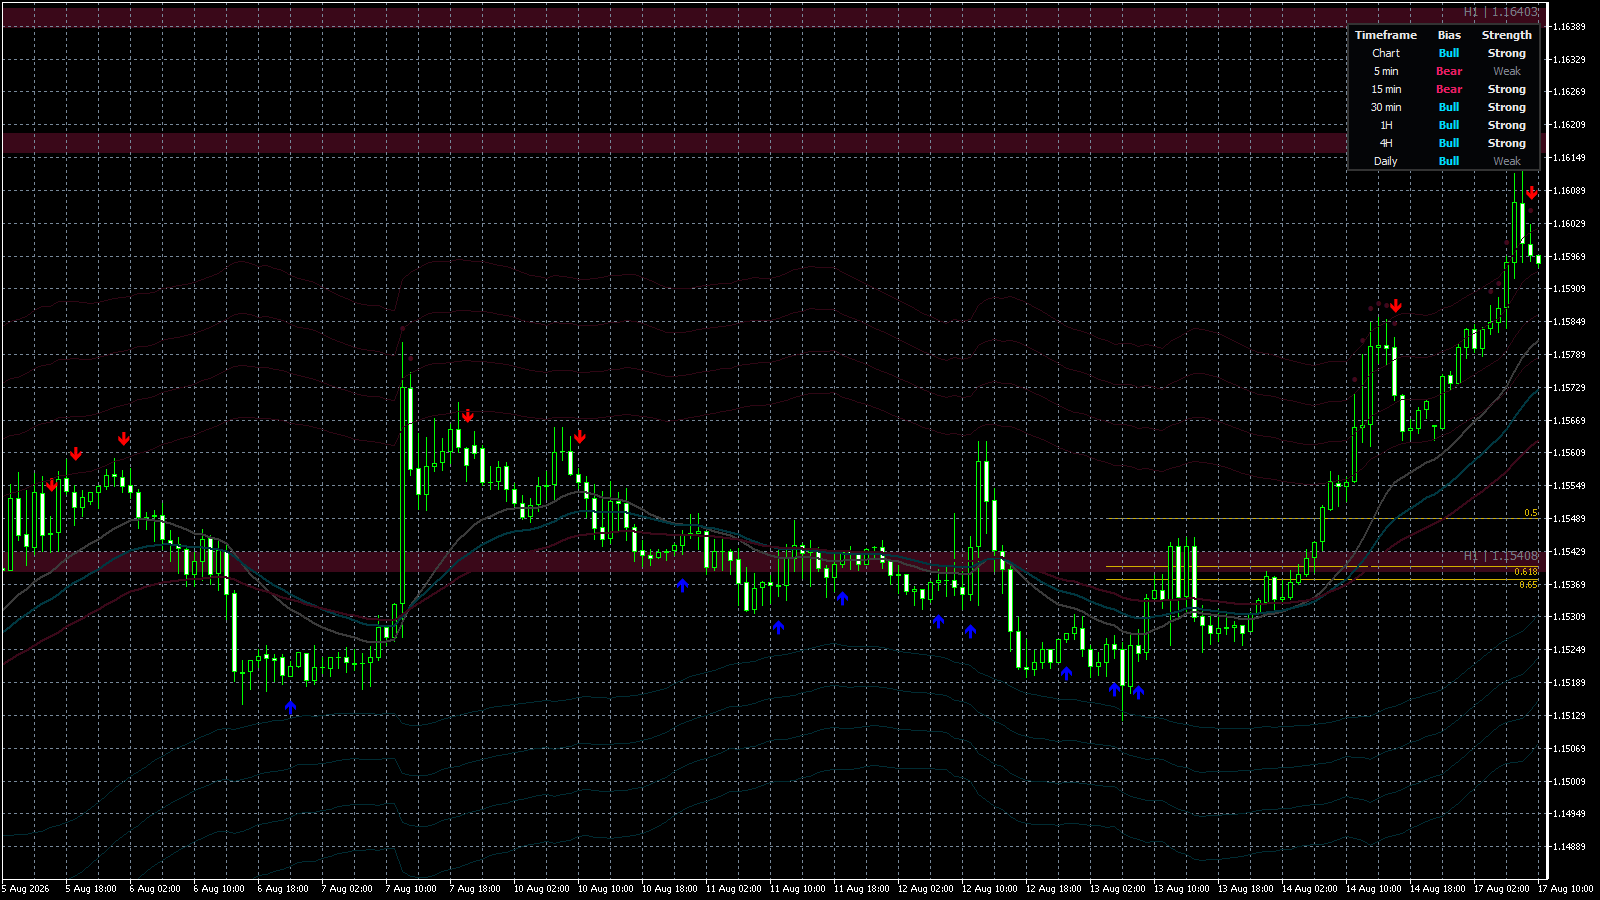 H1 | 1.16403
1.16389
Timeframe Bias Strength
Chart Bull Strong
5 min Bear Weak
15 min Bear Strong
30 min Bull Strong
1H Bull Strong
4H Bull Strong
Daily Bull Weak
1.16329
1.16269
1.16209
1.16149
1.16089
1.16029
1.15969
1.15909
1.15849
1.15789
1.15729
1.15669
1.15609
1.15549
0.5
1.15489
H1 | 1.15408
1.15429
0.618
0.65
1.15369
1.15309
1.15249
1.15189
1.15129
1.15069
1.15009
1.14949
1.14889
5 Aug 2026 5 Aug 18:00 6 Aug 02:00 6 Aug 10:00 6 Aug 18:00 7 Aug 02:00 7 Aug 10:00 7 Aug 18:00 10 Aug 02:00 10 Aug 10:00 10 Aug 18:00 11 Aug 02:00 11 Aug 10:00 11 Aug 18:00 12 Aug 02:00 12 Aug 10:00 12 Aug 18:00 13 Aug 02:00 13 Aug 10:00 13 Aug 18:00 14 Aug 02:00 14 Aug 10:00 14 Aug 18:00 17 Aug 02:00 17 Aug 10:00